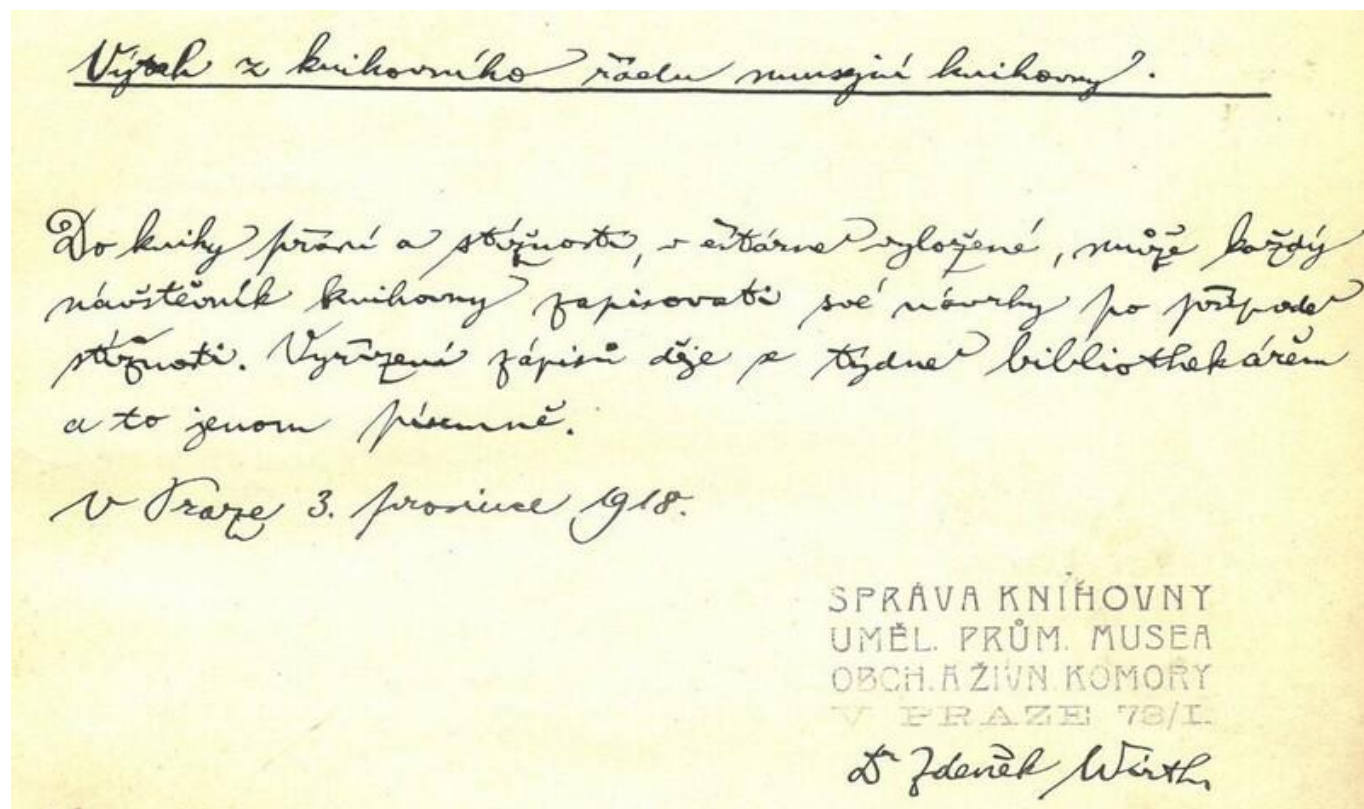 Výtah z knihovního řádu musejní knihovny.
Do knihy přání a stížností, v čítárně vyložené, může každý
návštěvník knihovny zapisovati své návrhy po případě
stížnosti. Vyřízení zápisů děje se týdně bibliothekářem
a to jenom písemně.
V Praze 3. prosince 1918.
SPRÁVA KNIHOVNY
UMĚL. PRŮM. MUSEA
OBCH. A ŽIVN. KOMORY
V PRAZE 78/I.
Dr Zdeněk Wirth